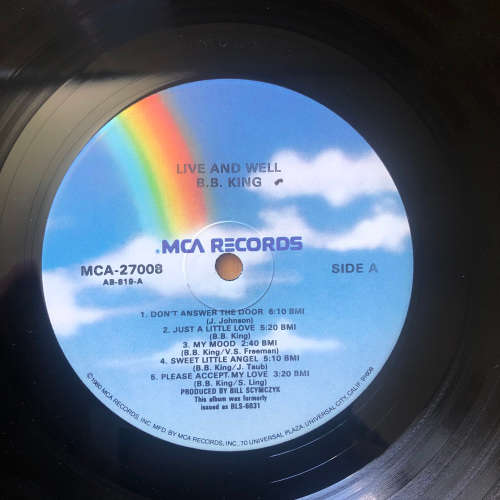 LIVE AND WELL
B.B. KING
MCA RECORDS
MCA-27008
AB-819-A
SIDE A
1. DON'T ANSWER THE DOOR 6:10 BMI
(J. Johnson)
2. JUST A LITTLE LOVE 5:20 BMI
(B.B. King)
3. MY MOOD 2:40 BMI
(B.B. King/V.S. Freeman)
4. SWEET LITTLE ANGEL 5:10 BMI
(B.B. King/J. Taub)
5. PLEASE ACCEPT MY LOVE 3:20 BMI
(B.B. King/S. Ling)
PRODUCED BY BILL SCYMCZYK
This album was formerly
issued as BLS-6031
©1980 MCA RECORDS, INC. MFD. BY MCA RECORDS, INC., 70 UNIVERSAL PLAZA, UNIVERSAL CITY, CALIF. 91608